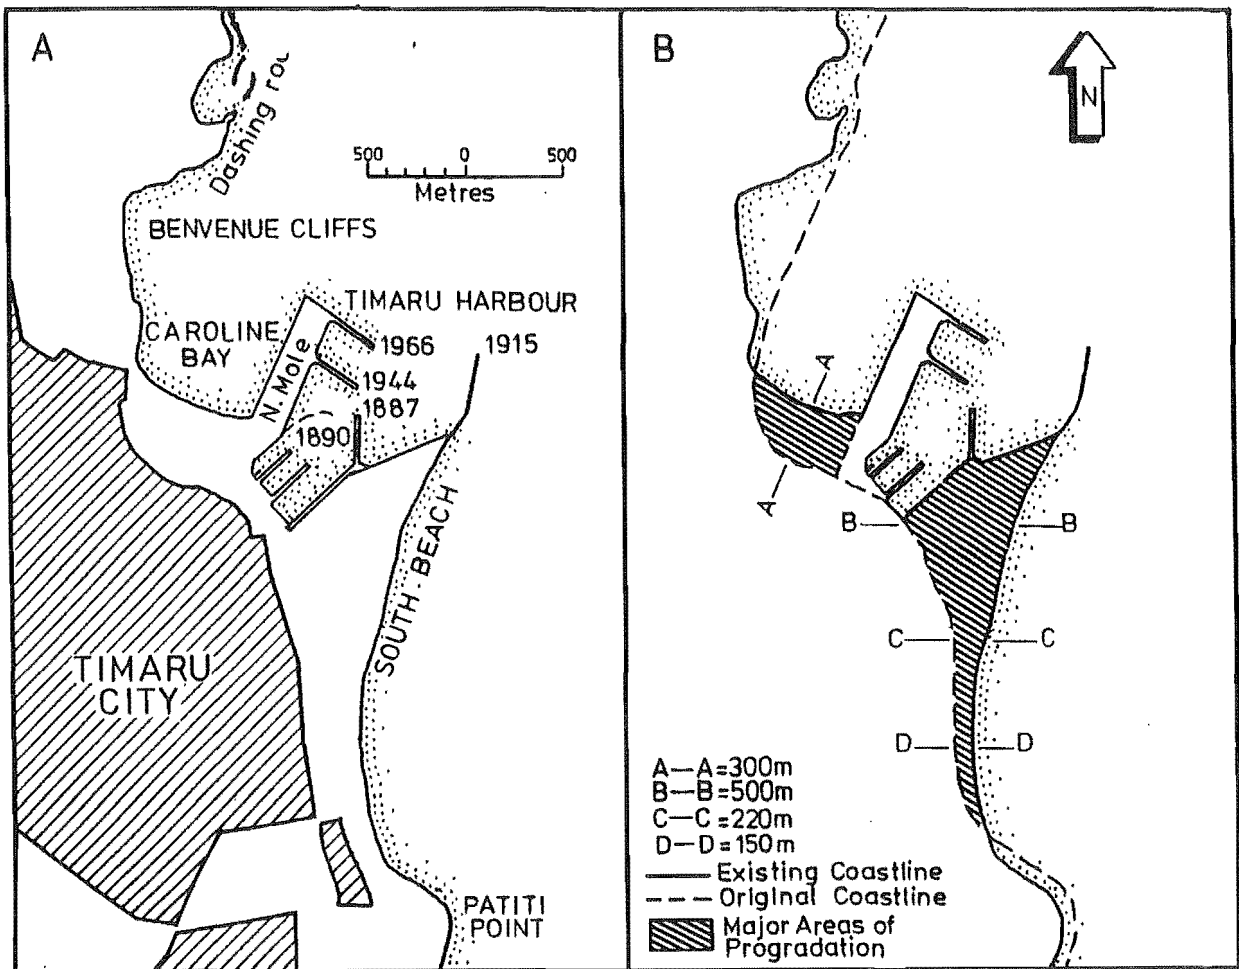 A
Dashing
500 0 500
Metres
BENVENUE CLIFFS
TIMARU HARBOUR
CAROLINE
BAY
N. Mole
1966
1915
1944
1887
1890
SOUTH BEACH
TIMARU
CITY
PATITI
POINT
B
N
A
A
B B
C C
D D
A—A=300m
B—B=500m
C—C=220m
D—D=150m
Existing Coastline
Original Coastline
Major Areas of
Progradation